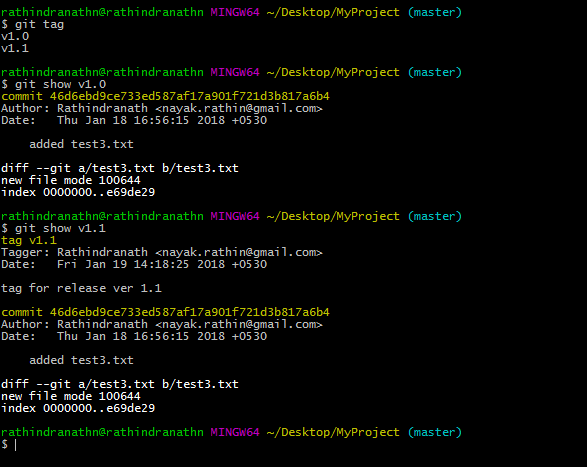 rathindranathn@rathindranathn MINGW64 ~/Desktop/MyProject (master)
$ git tag
v1.0
v1.1
rathindranathn@rathindranathn MINGW64 ~/Desktop/MyProject (master)
$ git show v1.0
commit 46d6ebd9ce733ed587af17a901f721d3b817a6b4
Author: Rathindranath <nayak.rathin@gmail.com>
Date:   Thu Jan 18 16:56:15 2018 +0530
    added test3.txt
diff --git a/test3.txt b/test3.txt
new file mode 100644
index 0000000..e69de29
rathindranathn@rathindranathn MINGW64 ~/Desktop/MyProject (master)
$ git show v1.1
tag v1.1
Tagger: Rathindranath <nayak.rathin@gmail.com>
Date:   Fri Jan 19 14:18:25 2018 +0530
tag for release ver 1.1
commit 46d6ebd9ce733ed587af17a901f721d3b817a6b4
Author: Rathindranath <nayak.rathin@gmail.com>
Date:   Thu Jan 18 16:56:15 2018 +0530
    added test3.txt
diff --git a/test3.txt b/test3.txt
new file mode 100644
index 0000000..e69de29
rathindranathn@rathindranathn MINGW64 ~/Desktop/MyProject (master)
$